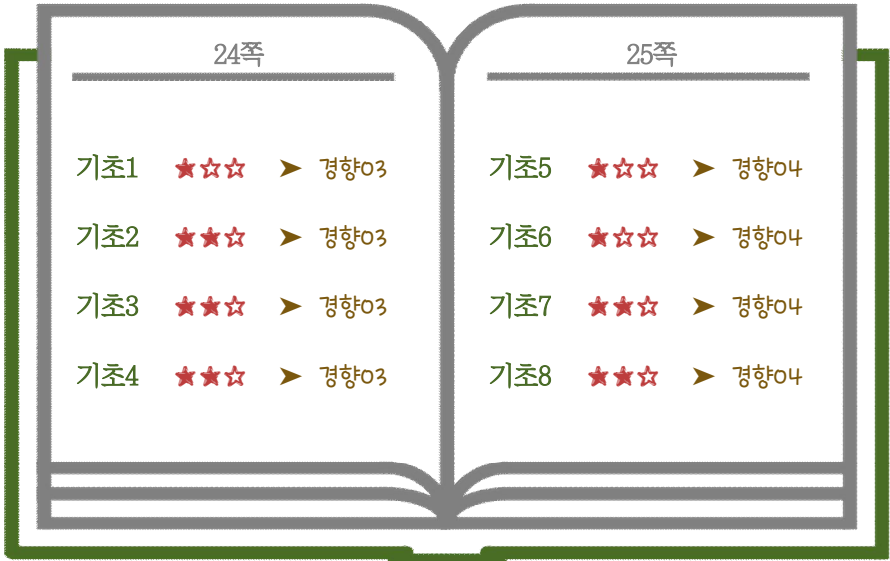 24쪽
기초1 ★☆☆ ➤ 경향03
기초2 ★★☆ ➤ 경향03
기초3 ★★☆ ➤ 경향03
기초4 ★★☆ ➤ 경향03
25쪽
기초5 ★☆☆ ➤ 경향04
기초6 ★☆☆ ➤ 경향04
기초7 ★★☆ ➤ 경향04
기초8 ★★☆ ➤ 경향04